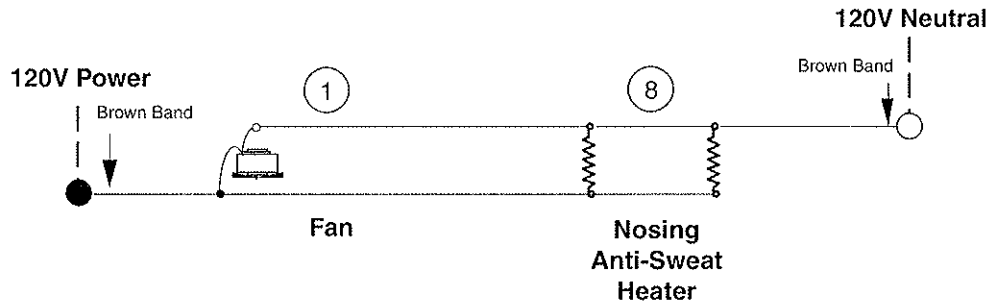 120V Neutral
120V Power
Brown Band
Brown Band
1
8
Fan
Nosing
Anti-Sweat
Heater